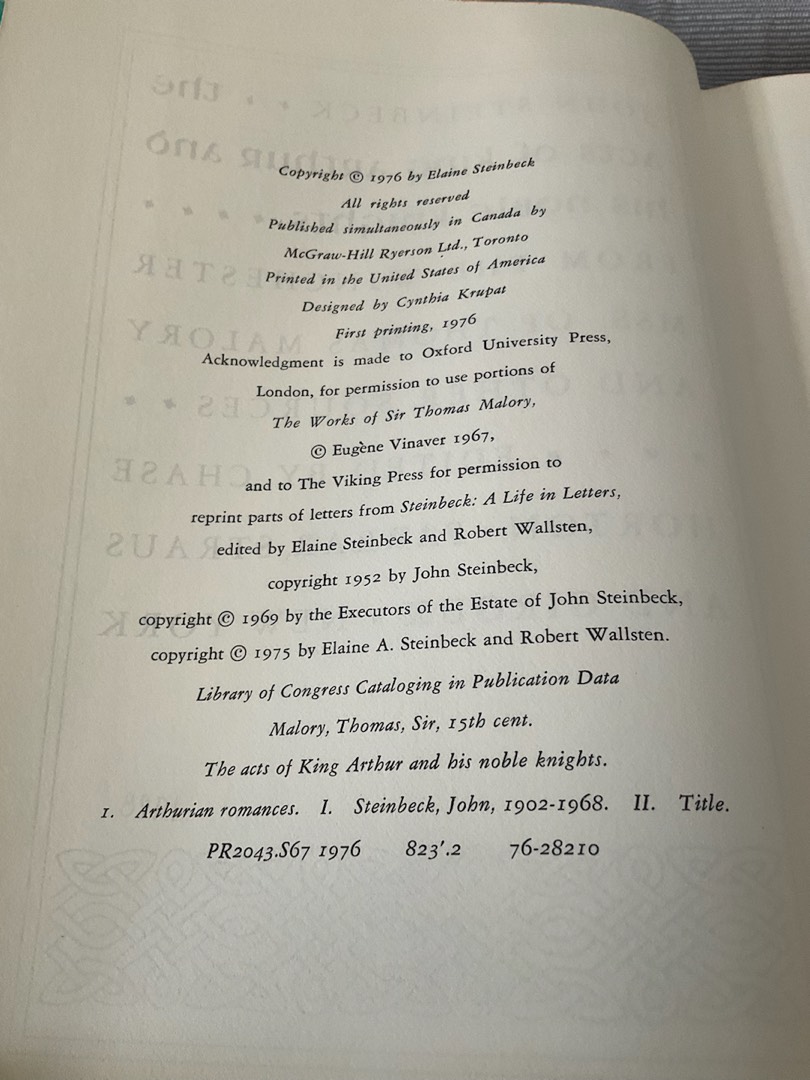 Copyright © 1976 by Elaine Steinbeck
All rights reserved
Published simultaneously in Canada by
McGraw-Hill Ryerson Ltd., Toronto
Printed in the United States of America
Designed by Cynthia Krupat
First printing, 1976
Acknowledgment is made to Oxford University Press,
London, for permission to use portions of
The Works of Sir Thomas Malory,
© Eugène Vinaver 1967,
and to The Viking Press for permission to
reprint parts of letters from Steinbeck: A Life in Letters,
edited by Elaine Steinbeck and Robert Wallsten,
copyright 1952 by John Steinbeck,
copyright © 1969 by the Executors of the Estate of John Steinbeck,
copyright © 1975 by Elaine A. Steinbeck and Robert Wallsten.
Library of Congress Cataloging in Publication Data
Malory, Thomas, Sir, 15th cent.
The acts of King Arthur and his noble knights.
1. Arthurian romances. I. Steinbeck, John, 1902-1968. II. Title.
PR2043.S67 1976 823'.2 76-28210